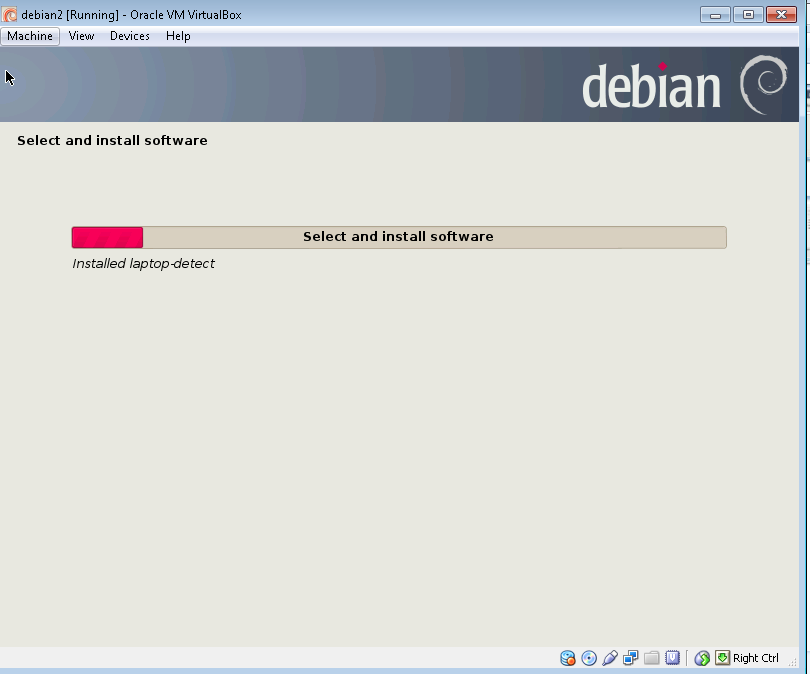 debian2 [Running] - Oracle VM VirtualBox
Machine View Devices Help
debian
Select and install software
Select and install software
Installed laptop-detect
Right Ctrl